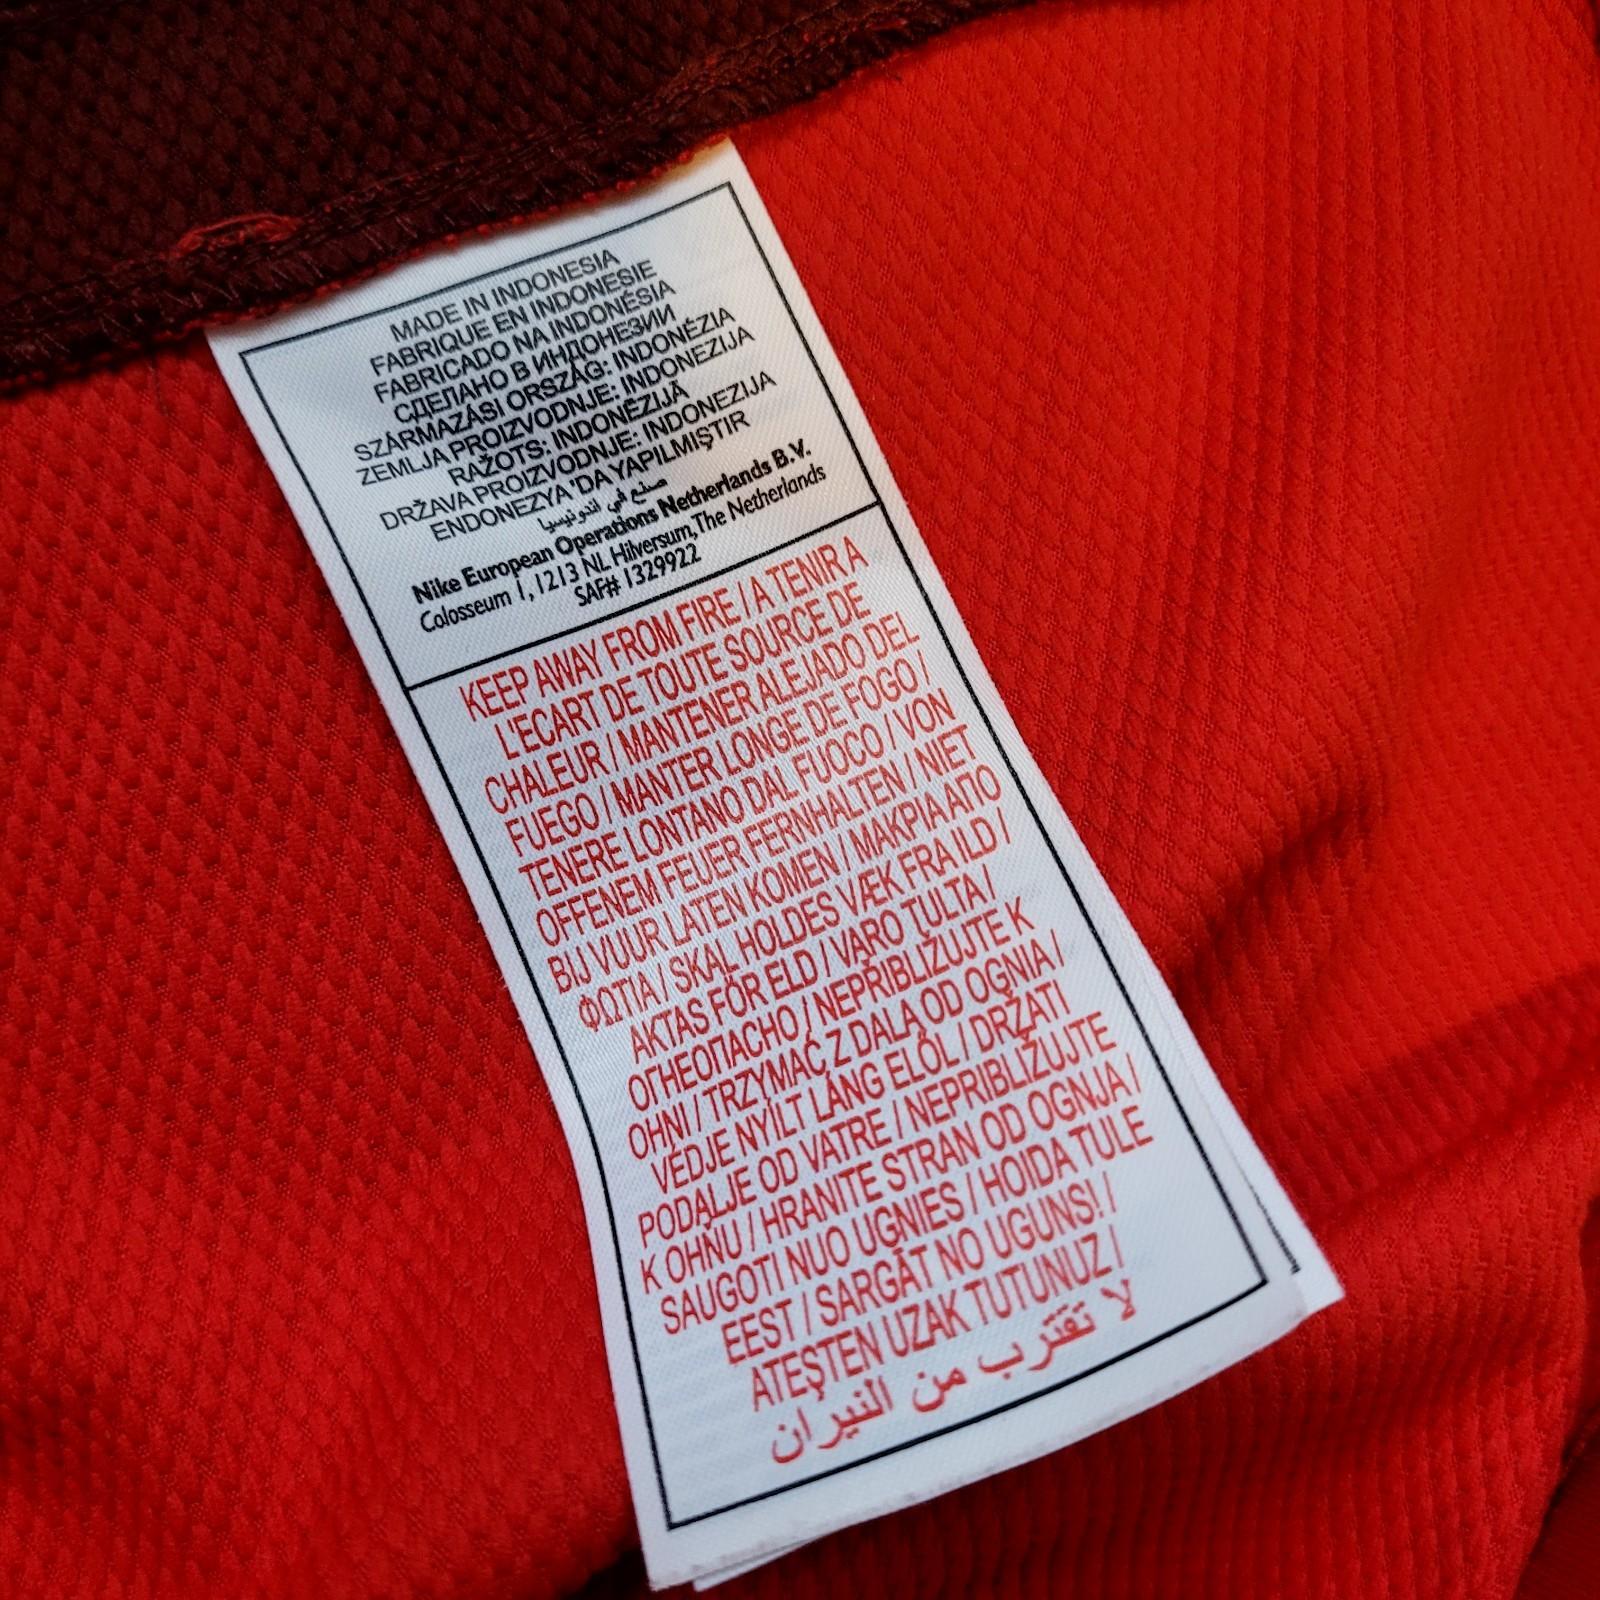 MADE IN INDONESIA
FABRIQUE EN INDONESIE
FABRICADO NA INDONÉSIA
СДЕЛАНО В ИНДОНЕЗИИ
SZÁRMAZÁSI ORSZÁG: INDONÉZIA
ZEMLJA PROIZVODNJE: INDONEZIJA
RAŽOTS: INDONĒZIJĀ
DRŽAVA PROIZVODNJE: INDONEZIJA
ENDONEZYA 'DA YAPILMIŞTIR
صنع في اندونيسيا
Nike European Operations Netherlands B.V.
Colosseum 1, 1213 NL Hilversum, The Netherlands
SAF# 1329922
KEEP AWAY FROM FIRE / A TENIR A
L'ECART DE TOUTE SOURCE DE
CHALEUR / MANTENER ALEJADO DEL
FUEGO / MANTER LONGE DE FOGO /
TENERE LONTANO DAL FUOCO / VON
OFFENEM FEUER FERNHALTEN / NIET
BIJ VUUR LATEN KOMEN / ΜΑΚΡΙΑ ΑΠΟ
ΦΩΤΙΑ / SKAL HOLDES VÆK FRA ILD /
AKTAS FÖR ELD / VARO TULTA /
ОГНЕОПАСНО / NEPŘIBLIŽUJTE K
OHNI / TRZYMAĆ Z DALA OD OGNIA /
VEDJE NYÍLT LÁNG ELŐL / DRŽATI
PODALJE OD VATRE / NEPRIBLIŽUJTE
K OHŇU / HRANITE STRAN OD OGNJA /
SAUGOTI NUO UGNIES / HOIDA TULE
EEST / SARGĀT NO UGUNS! /
ATEŞTEN UZAK TUTUNUZ /
لا تقترب من النيران